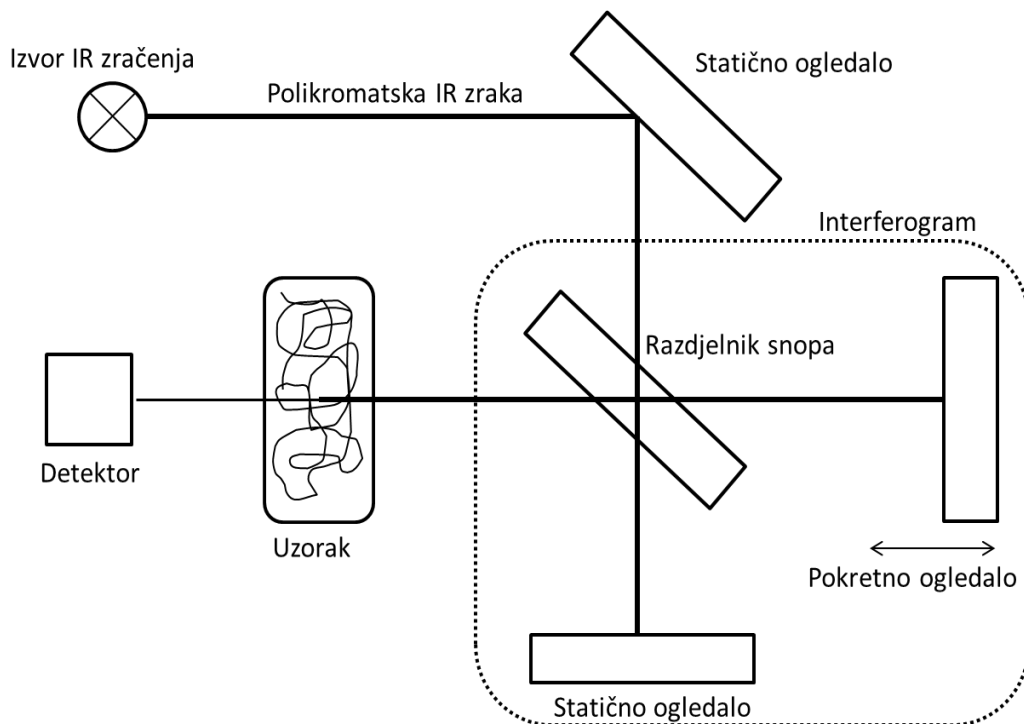 Izvor IR zračenja
Statično ogledalo
Polikromatska IR zraka
Interferogram
Razdjelnik snopa
Detektor
Uzorak
Pokretno ogledalo
Statično ogledalo